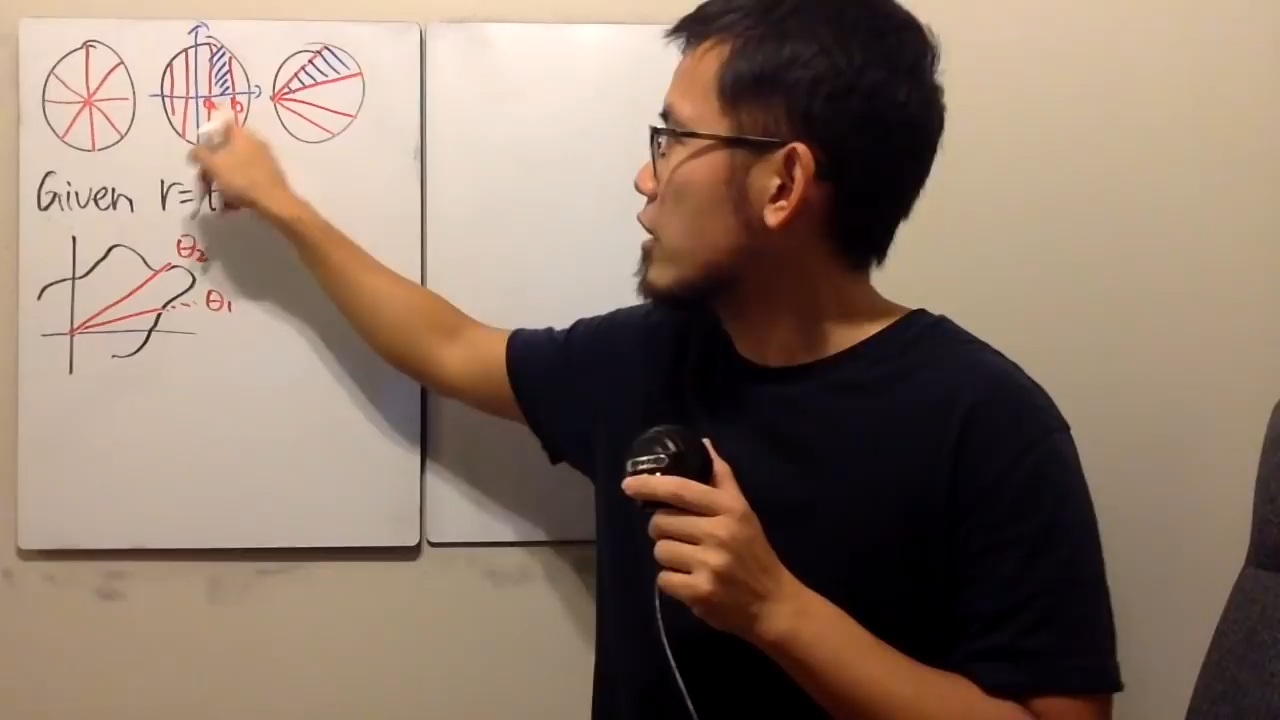 a b
Given r=f
θ₂
θ₁